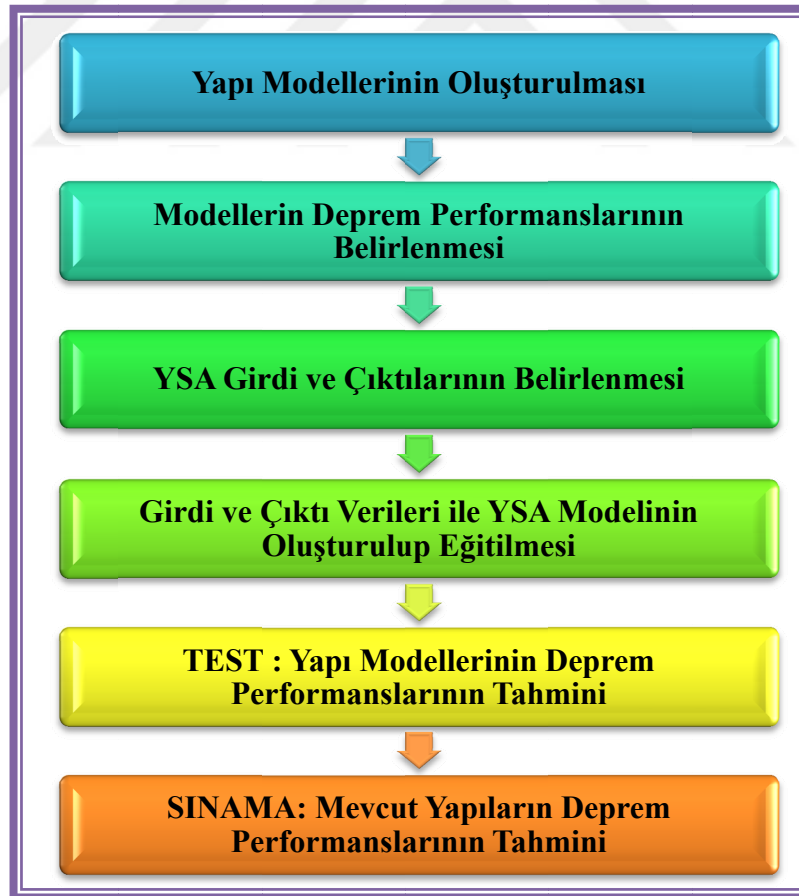 Yapı Modellerinin Oluşturulması
Modellerin Deprem Performanslarının
Belirlenmesi
YSA Girdi ve Çıktılarının Belirlenmesi
Girdi ve Çıktı Verileri ile YSA Modelinin
Oluşturulup Eğitilmesi
TEST : Yapı Modellerinin Deprem
Performanslarının Tahmini
SINAMA: Mevcut Yapıların Deprem
Performanslarının Tahmini